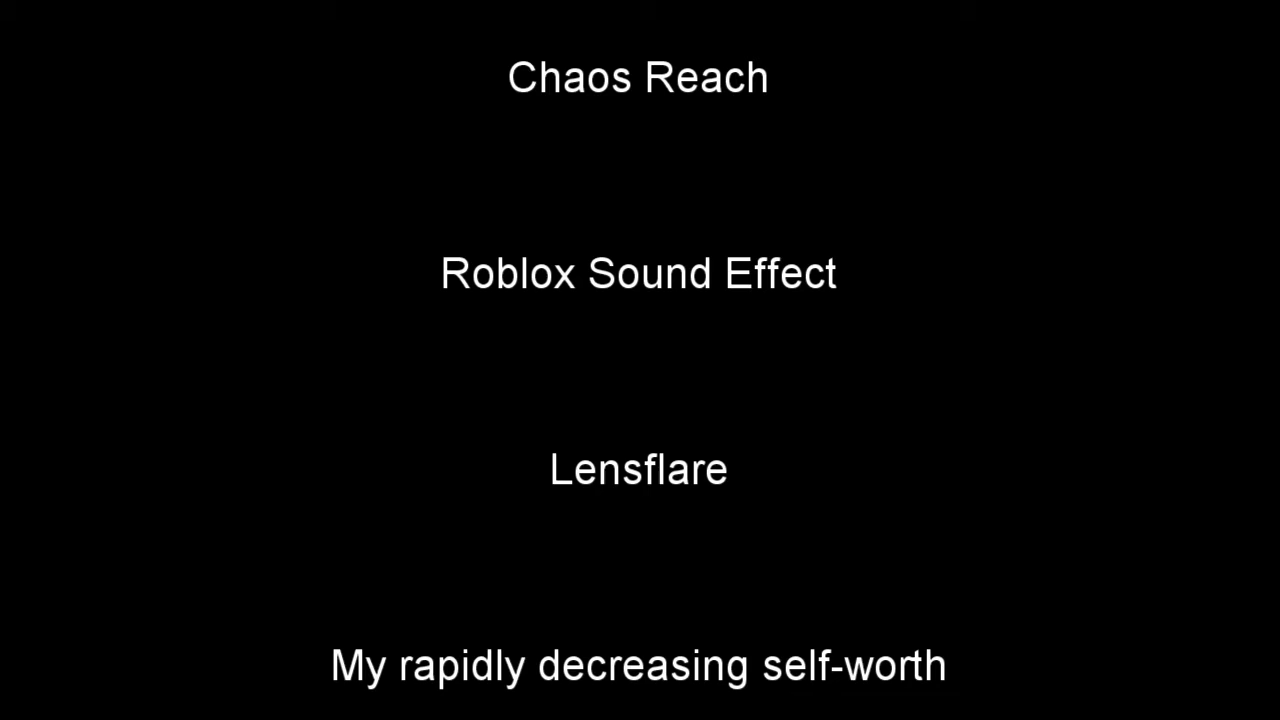 Chaos Reach
Roblox Sound Effect
Lensflare
My rapidly decreasing self-worth